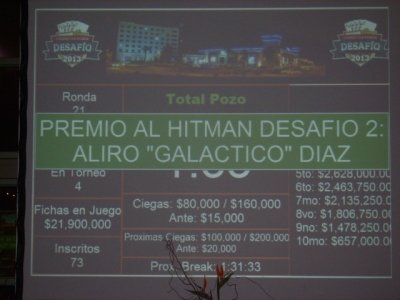 DESAFÍO
2013
DESAFÍO
2013
Ronda
21
Total Pozo
PREMIO AL HITMAN DESAFIO 2:
ALIRO "GALACTICO" DIAZ
En Torneo
4
Fichas en Juego
$21,900,000
Inscritos
73
Ciegas: $80,000 / $160,000
Ante: $15,000
Proximas Ciegas: $100,000 / $200,000
Ante: $20,000
Prox. Break: 1:31:33
5to: $2,628,000.00
6to: $2,463,750.00
7mo: $2,135,250
8vo: $1,806,750.0
9no: $1,478,250.0
10mo: $657,000.00